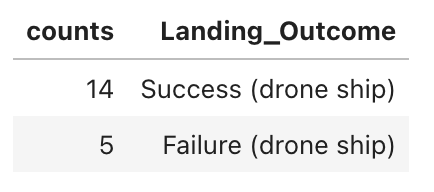 counts Landing_Outcome
14 Success (drone ship)
5 Failure (drone ship)